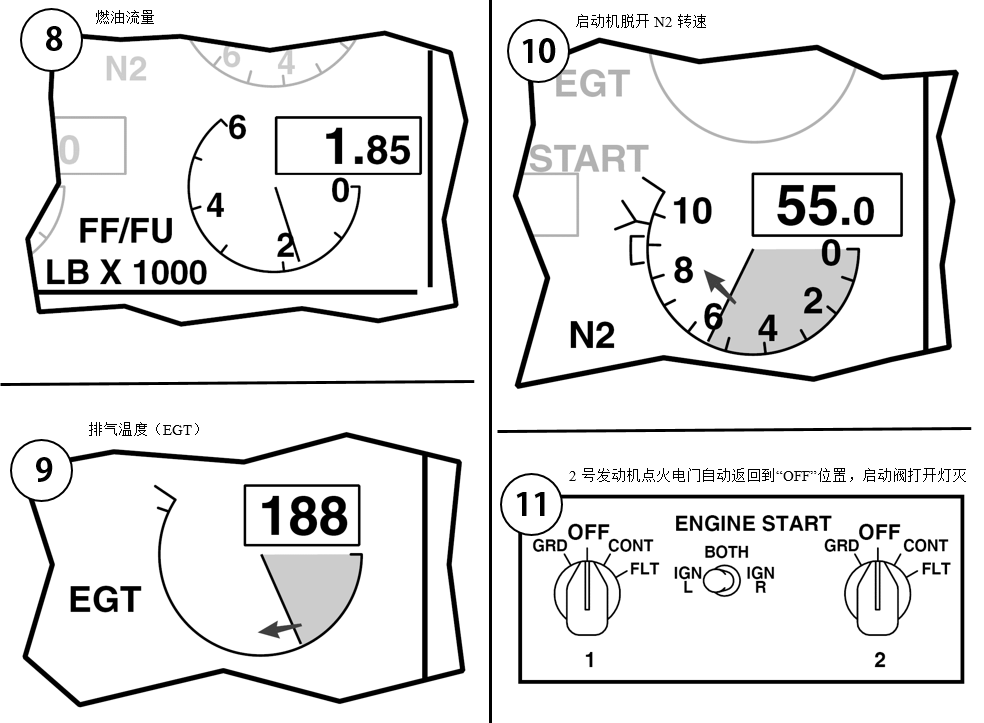 8
燃油流量
N2
6 4
0
6
1.85
0
4
2
FF/FU
LB X 1000
10
启动机脱开 N2 转速
EGT
START
10
55.0
0
8
2
6
4
N2
9
排气温度（EGT）
188
EGT
11
2 号发动机点火电门自动返回到“OFF”位置，启动阀打开灯灭
ENGINE START
OFF
GRD CONT
FLT
BOTH
IGN L
IGN R
OFF
GRD CONT
FLT
1
2